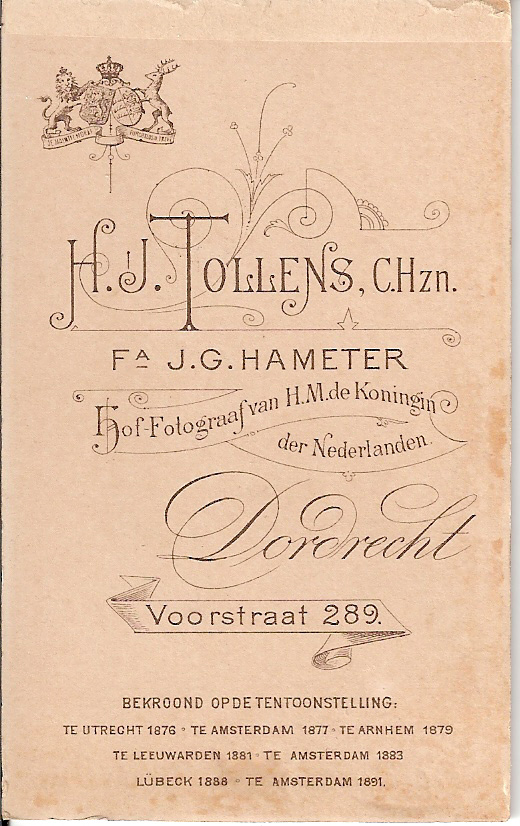 H.J. TOLLENS, C.Hzn.
FA J.G. HAMETER
Hof-Fotograaf van H.M. de Koningin
der Nederlanden.
Dordrecht
Voorstraat 289.
BEKROOND OP DE TENTOONSTELLING:
TE UTRECHT 1876 ◦ TE AMSTERDAM 1877 ◦ TE ARNHEM 1879
TE LEEUWARDEN 1881 ◦ TE AMSTERDAM 1883
LÜBECK 1888 ◦ TE AMSTERDAM 1891.